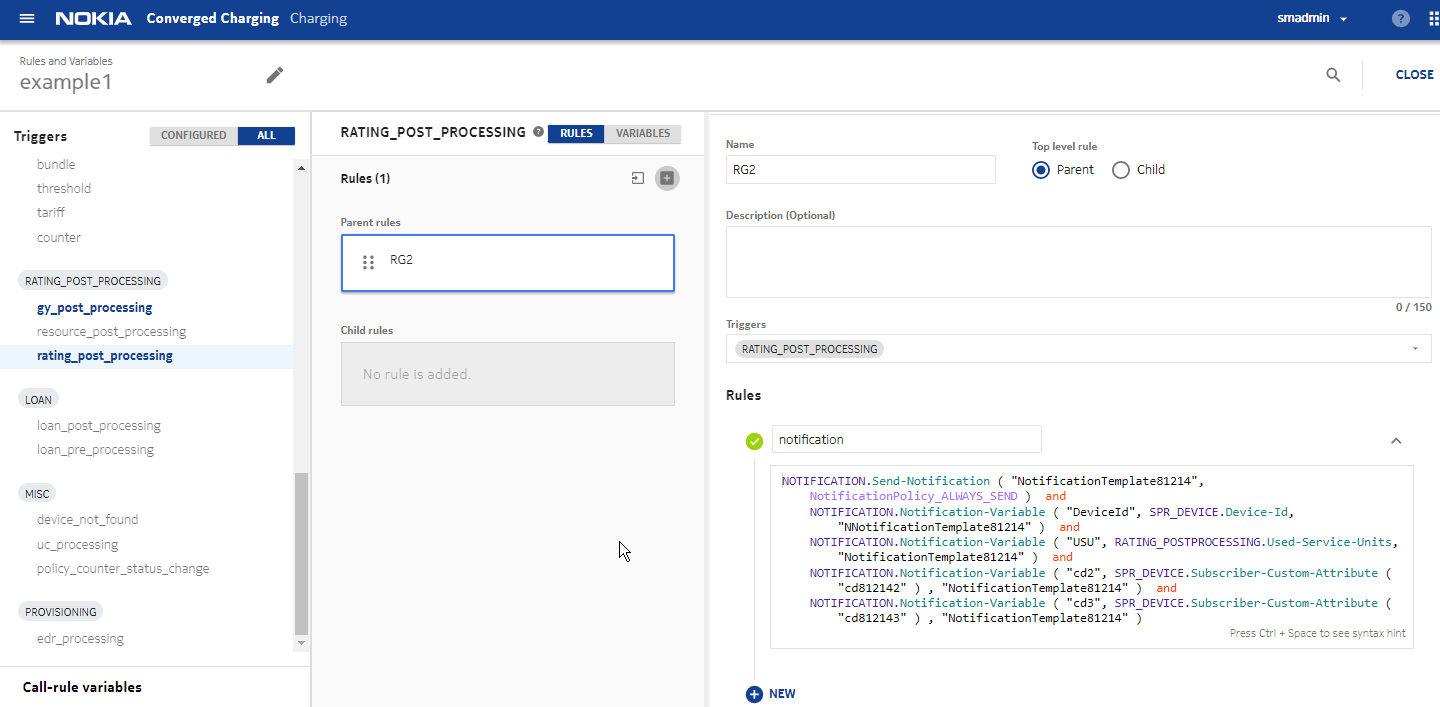 NOKIA Converged Charging Charging
smadmin
?
Rules and Variables
example1
CLOSE
Triggers
CONFIGURED ALL
bundle
threshold
tariff
counter
RATING_POST_PROCESSING
gy_post_processing
resource_post_processing
rating_post_processing
LOAN
loan_post_processing
loan_pre_processing
MISC
device_not_found
uc_processing
policy_counter_status_change
PROVISIONING
edr_processing
Call-rule variables
RATING_POST_PROCESSING ? RULES VARIABLES
Rules (1)
Parent rules
RG2
Child rules
No rule is added.
Name
RG2
Top level rule
Parent Child
Description (Optional)
0 / 150
Triggers
RATING_POST_PROCESSING
Rules
notification
NOTIFICATION.Send-Notification ( "NotificationTemplate81214",
NotificationPolicy_ALWAYS_SEND ) and
NOTIFICATION.Notification-Variable ( "DeviceId", SPR_DEVICE.Device-Id,
"NNotificationTemplate81214" ) and
NOTIFICATION.Notification-Variable ( "USU", RATING_POSTPROCESSING.Used-Service-Units,
"NotificationTemplate81214" ) and
NOTIFICATION.Notification-Variable ( "cd2", SPR_DEVICE.Subscriber-Custom-Attribute (
"cd812142" ) , "NotificationTemplate81214" ) and
NOTIFICATION.Notification-Variable ( "cd3", SPR_DEVICE.Subscriber-Custom-Attribute (
"cd812143" ) , "NotificationTemplate81214" )
Press Ctrl + Space to see syntax hint
NEW